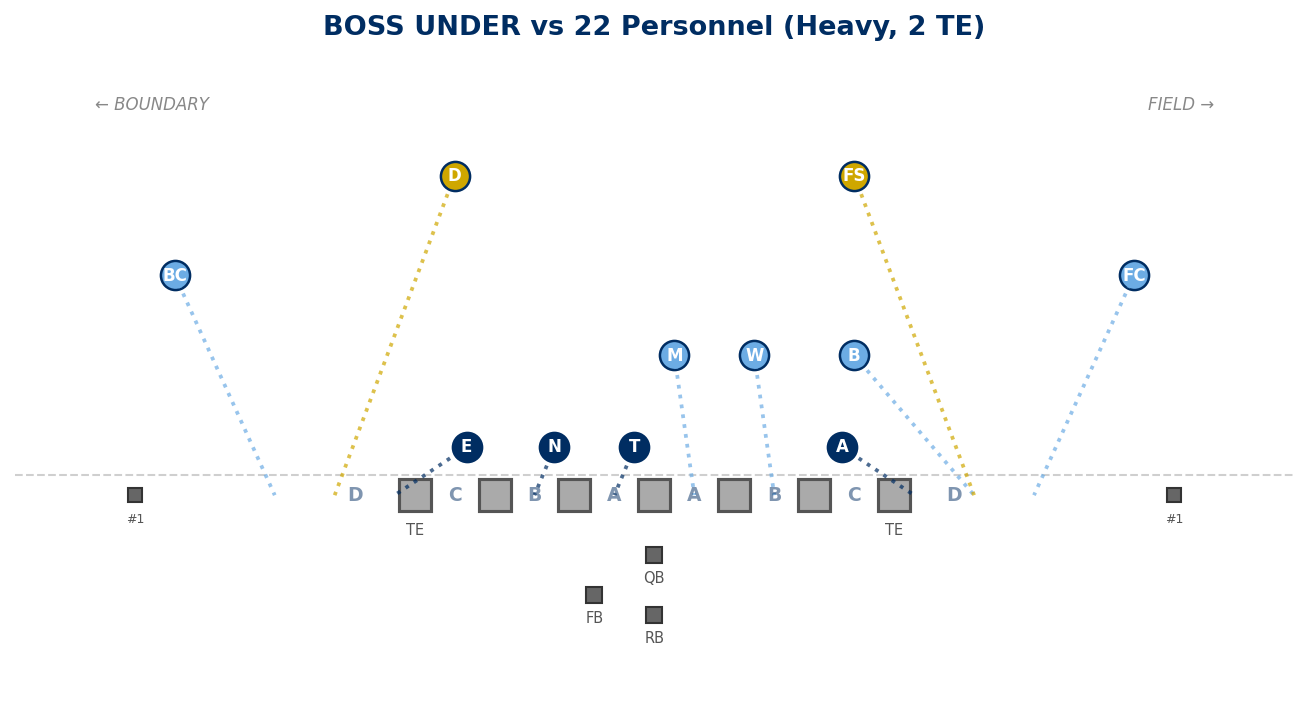 BOSS UNDER vs 22 Personnel (Heavy, 2 TE)
← BOUNDARY
FIELD →
D
FS
BC
FC
M
W
B
E
N
T
A
D
C
B
A
A
B
C
D
#1
TE
TE
#1
QB
FB
RB